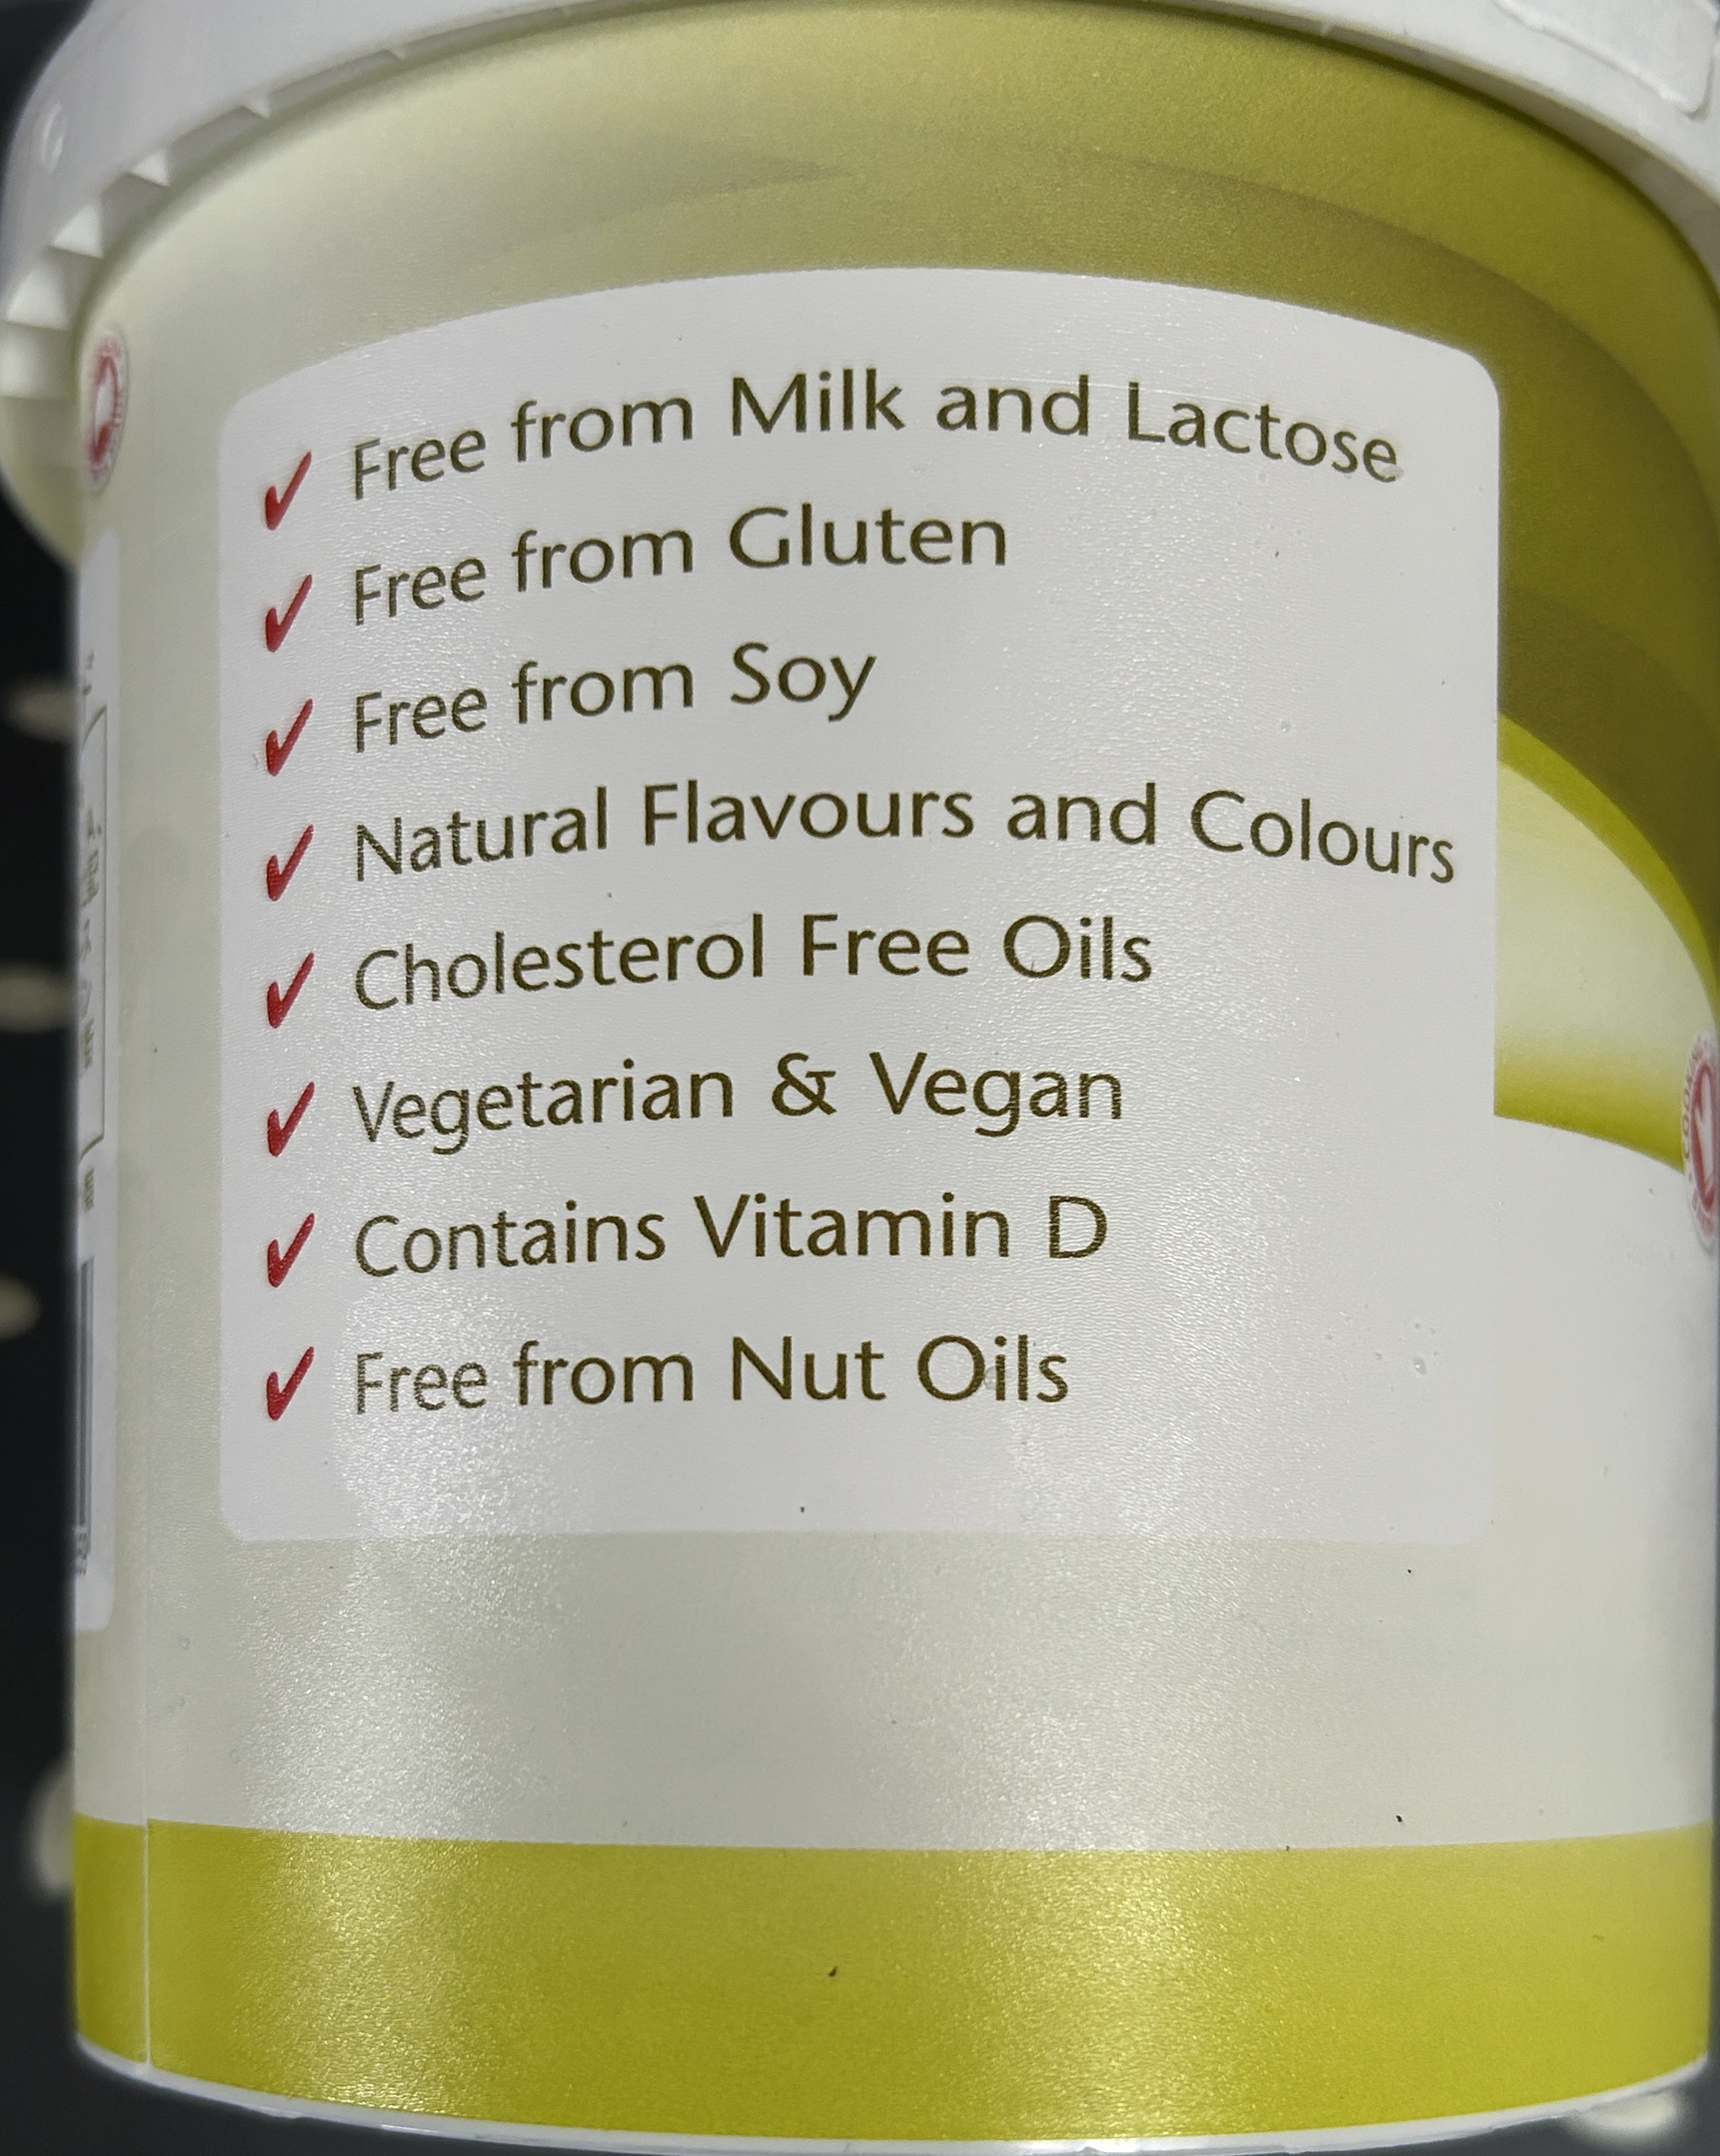 Free from Milk and Lactose
Free from Gluten
Free from Soy
Natural Flavours and Colours
Cholesterol Free Oils
Vegetarian & Vegan
Contains Vitamin D
Free from Nut Oils